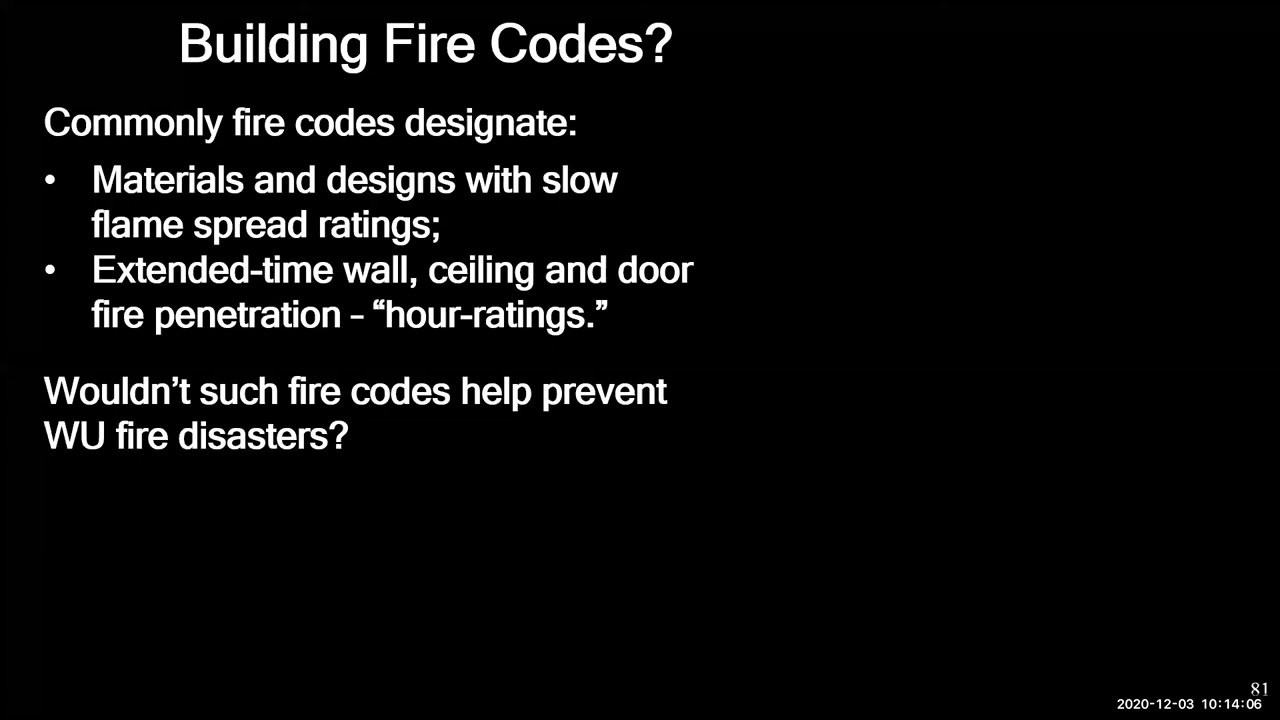 Building Fire Codes?
Commonly fire codes designate:
• Materials and designs with slow
flame spread ratings;
• Extended-time wall, ceiling and door
fire penetration – “hour-ratings.”
Wouldn’t such fire codes help prevent
WU fire disasters?
81
2020-12-03 10:14:06